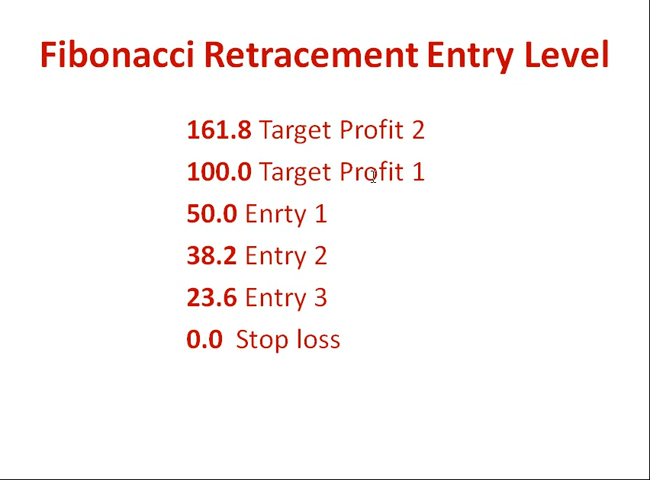 Fibonacci Retracement Entry Level
161.8 Target Profit 2
100.0 Target Profit 1
50.0 Enrty 1
38.2 Entry 2
23.6 Entry 3
0.0 Stop loss